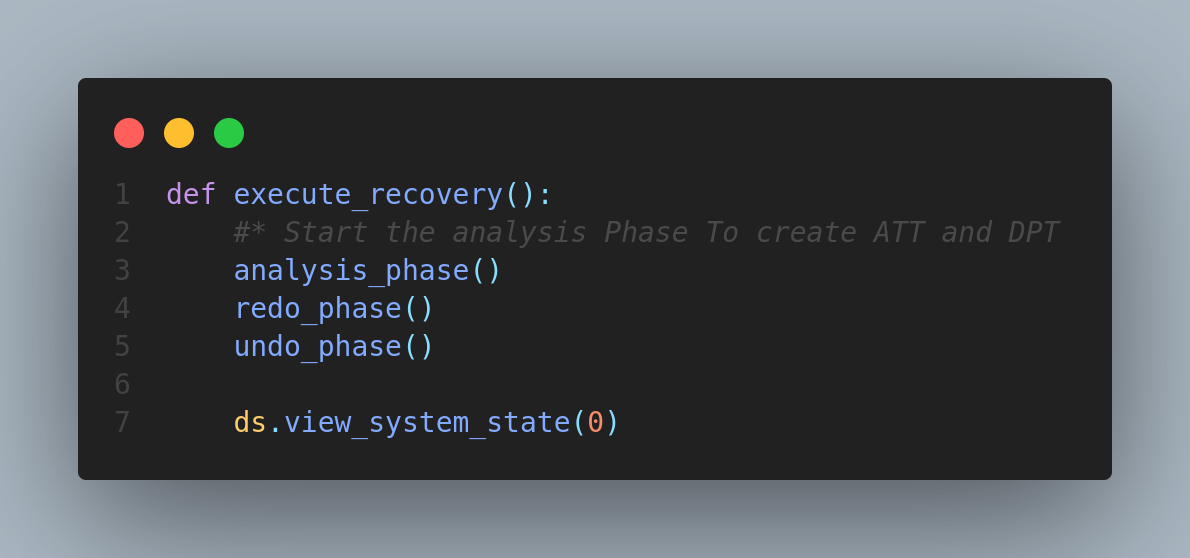 1 def execute_recovery():
2     #* Start the analysis Phase To create ATT and DPT
3     analysis_phase()
4     redo_phase()
5     undo_phase()
6
7     ds.view_system_state(0)